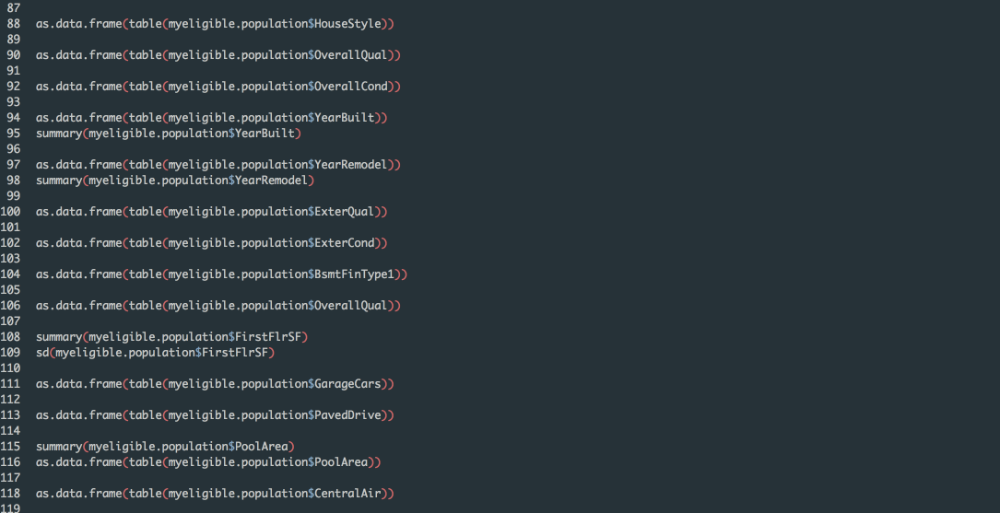 87
88 as.data.frame(table(myeligible.population$HouseStyle))
89
90 as.data.frame(table(myeligible.population$OverallQual))
91
92 as.data.frame(table(myeligible.population$OverallCond))
93
94 as.data.frame(table(myeligible.population$YearBuilt))
95 summary(myeligible.population$YearBuilt)
96
97 as.data.frame(table(myeligible.population$YearRemodel))
98 summary(myeligible.population$YearRemodel)
99
100 as.data.frame(table(myeligible.population$ExterQual))
101
102 as.data.frame(table(myeligible.population$ExterCond))
103
104 as.data.frame(table(myeligible.population$BsmtFinType1))
105
106 as.data.frame(table(myeligible.population$OverallQual))
107
108 summary(myeligible.population$FirstFlrSF)
109 sd(myeligible.population$FirstFlrSF)
110
111 as.data.frame(table(myeligible.population$GarageCars))
112
113 as.data.frame(table(myeligible.population$PavedDrive))
114
115 summary(myeligible.population$PoolArea)
116 as.data.frame(table(myeligible.population$PoolArea))
117
118 as.data.frame(table(myeligible.population$CentralAir))
119